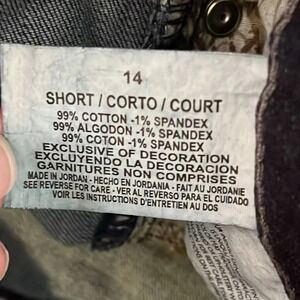 14
SHORT / CORTO / COURT
99% COTTON -1% SPANDEX
99% ALGODON -1% SPANDEX
99% COTON -1% SPANDEX
EXCLUSIVE OF DECORATION
EXCLUYENDO LA DECORACION
GARNITURES NON COMPRISES
MADE IN JORDAN - HECHO EN JORDANIA - FAIT AU JORDANIE
SEE REVERSE FOR CARE - VER AL REVERSO PARA EL CUIDADO
VOIR LES INSTRUCTIONS D'ENTRETIEN AU DOS